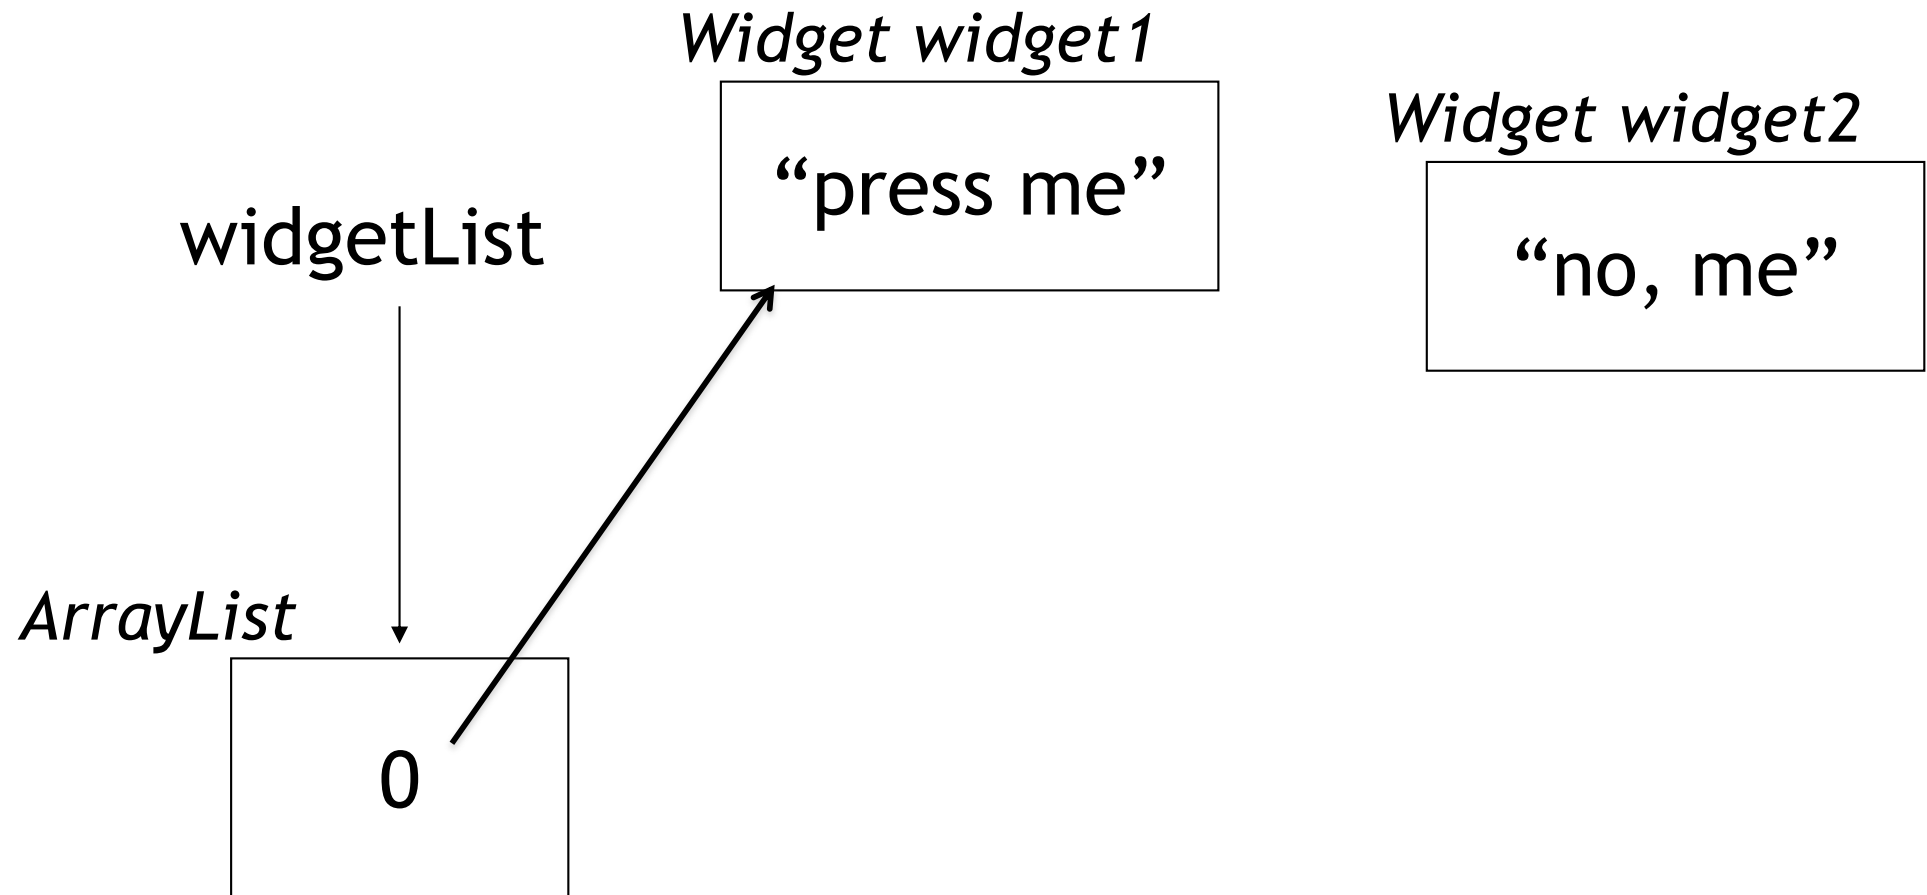 Widget widget1
“press me”
Widget widget2
“no, me”
widgetList
ArrayList
0